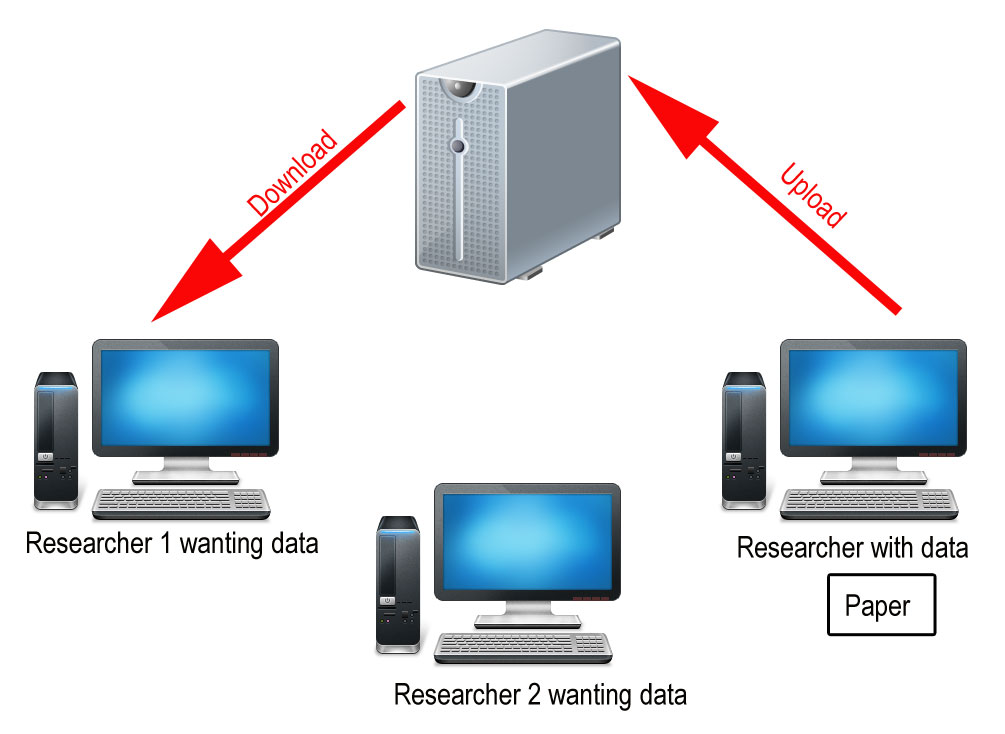 Download
Upload
Researcher 1 wanting data
Researcher with data
Paper
Researcher 2 wanting data